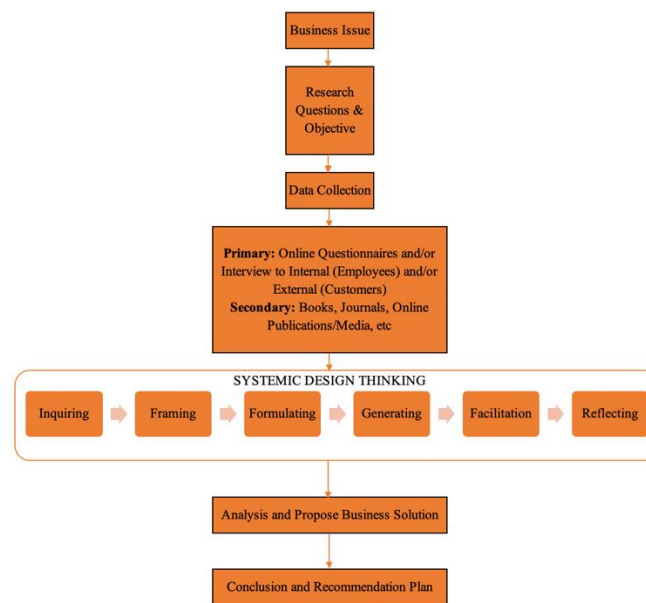 Business Issue
Research
Questions &
Objective
Data Collection
Primary: Online Questionnaires and/or
Interview to Internal (Employees) and/or
External (Customers)
Secondary: Books, Journals, Online
Publications/Media, etc
SYSTEMIC DESIGN THINKING
Inquiring
Framing
Formulating
Generating
Facilitation
Reflecting
Analysis and Propose Business Solution
Conclusion and Recommendation Plan